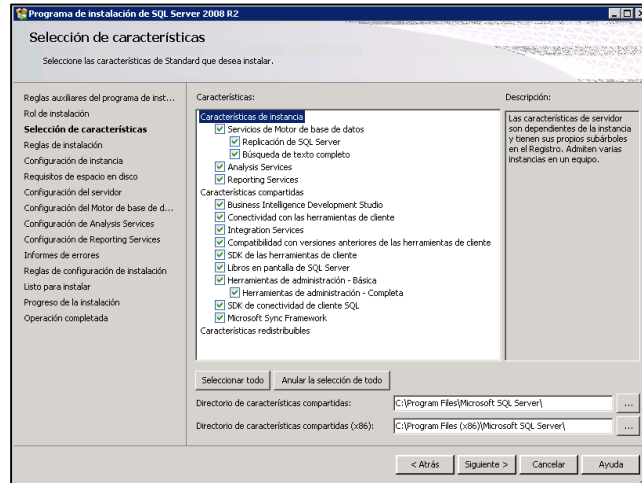 Programa de instalación de SQL Server 2008 R2
Selección de características
Seleccione las características de Standard que desea instalar.
Reglas auxiliares del programa de inst...
Rol de instalación
Selección de características
Reglas de instalación
Configuración de instancia
Requisitos de espacio en disco
Configuración del servidor
Configuración del Motor de base de d...
Configuración de Analysis Services
Configuración de Reporting Services
Informes de errores
Reglas de configuración de instalación
Listo para instalar
Progreso de la instalación
Operación completada
Características:
Características de instancia
Servicios de Motor de base de datos
Replicación de SQL Server
Búsqueda de texto completo
Analysis Services
Reporting Services
Características compartidas
Business Intelligence Development Studio
Conectividad con las herramientas de cliente
Integration Services
Compatibilidad con versiones anteriores de las herramientas de cliente
SDK de las herramientas de cliente
Libros en pantalla de SQL Server
Herramientas de administración - Básica
Herramientas de administración - Completa
SDK de conectividad de cliente SQL
Microsoft Sync Framework
Características redistribuibles
Descripción:
Las características de servidor
son dependientes de la instancia
y tienen sus propios subárboles
en el Registro. Admiten varias
instancias en un equipo.
Seleccionar todo
Anular la selección de todo
Directorio de características compartidas:
C:\Program Files\Microsoft SQL Server\
...
Directorio de características compartidas (x86):
C:\Program Files (x86)\Microsoft SQL Server\
...
< Atrás
Siguiente >
Cancelar
Ayuda